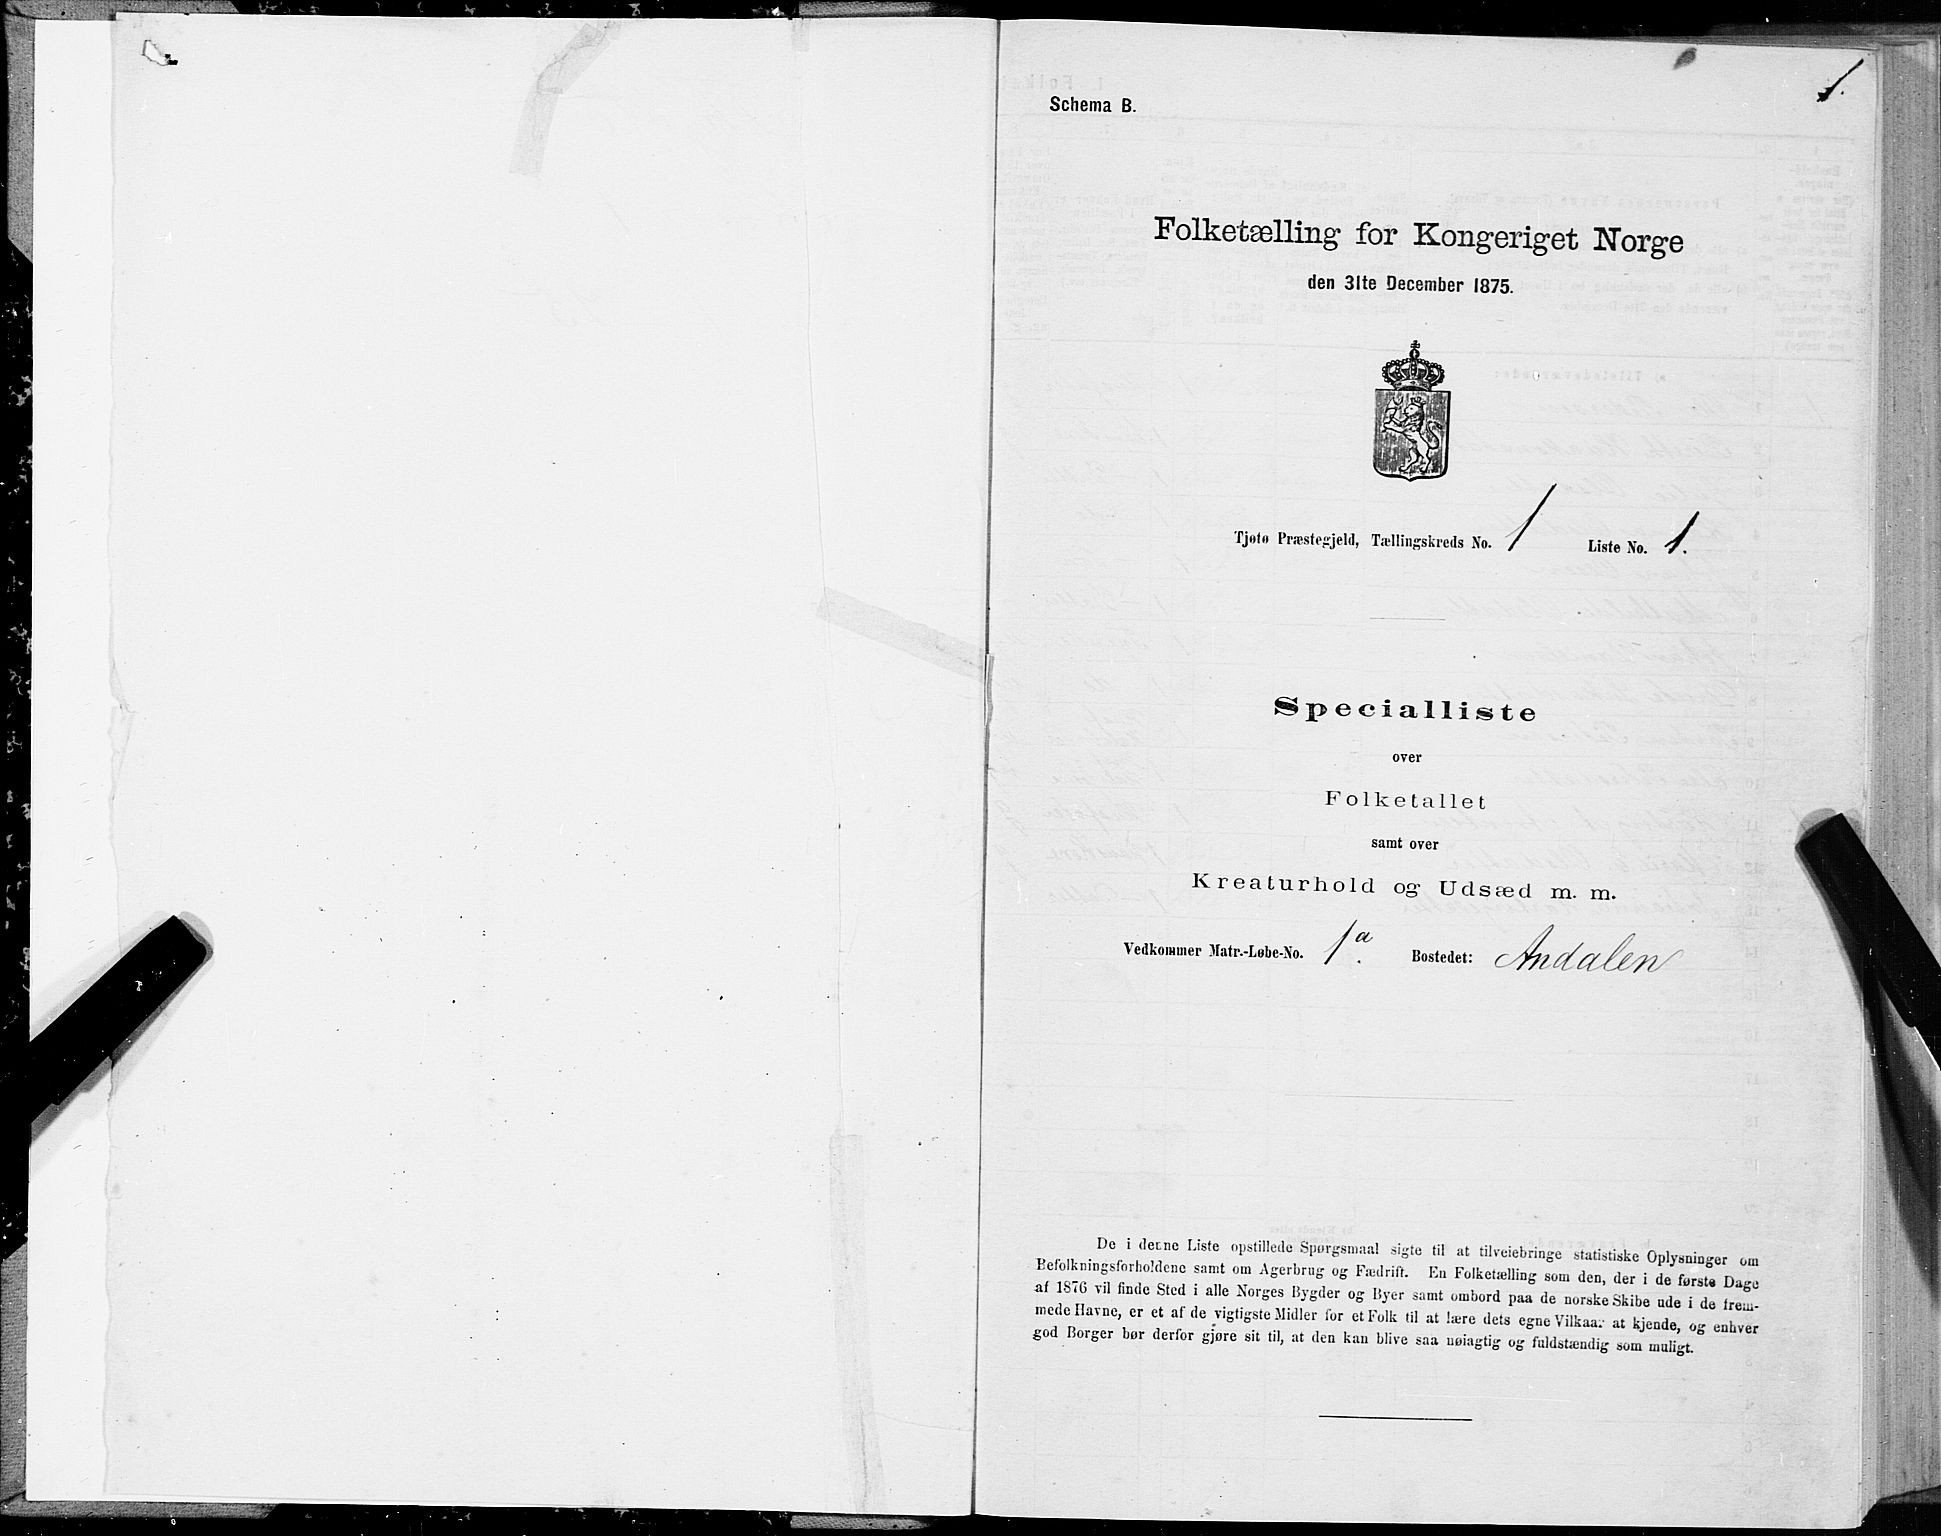 1.
Schema B.
Folketælling for Kongeriget Norge
den 31te December 1875.
Tjøtø Præstegjeld, Tællingskreds No. 1 Liste No. 1.
Specialliste
over
Folketallet
samt over
Kreaturhold og Udsæd m. m.
Vedkommer Matr.-Løbe-No. 1a. Bostedet: Andalen
De i denne Liste opstillede Spørgsmaal sigte til at tilveiebringe statistiske Oplysninger om
Befolkningsforholdene samt om Agerbrug og Fædrift. En Folketælling som den, der i de første Dage
af 1876 vil finde Sted i alle Norges Bygder og Byer samt ombord paa de norske Skibe ude i de frem-
mede Havne, er et af de vigtigste Midler for et Folk til at lære dets egne Vilkaar at kjende, og enhver
god Borger bør derfor gjøre sit til, at den kan blive saa nøiagtig og fuldstændig som muligt.